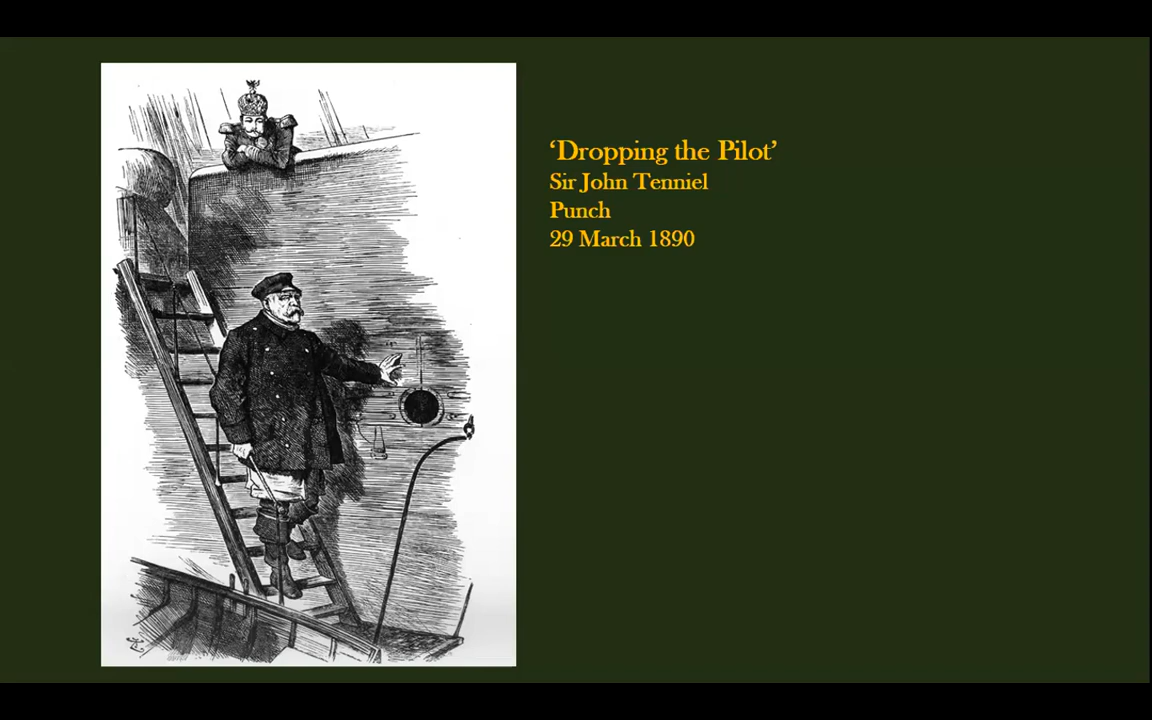 ‘Dropping the Pilot’
Sir John Tenniel
Punch
29 March 1890